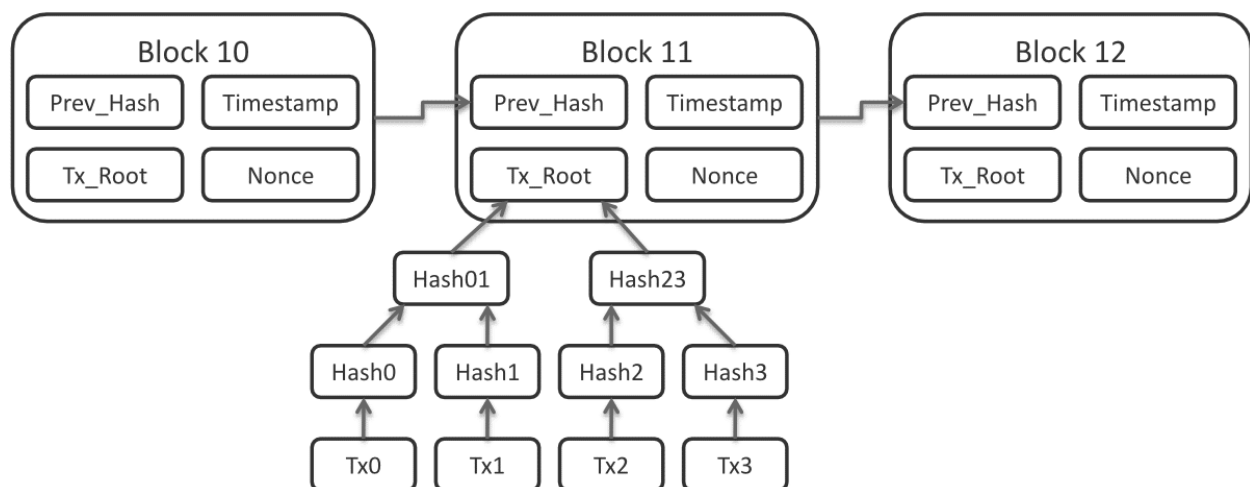 Block 10
Block 11
Block 12
Prev_Hash Timestamp
Prev_Hash Timestamp
Prev_Hash Timestamp
Tx_Root Nonce
Tx_Root Nonce
Tx_Root Nonce
Hash01 Hash23
Hash0 Hash1 Hash2 Hash3
Tx0 Tx1 Tx2 Tx3